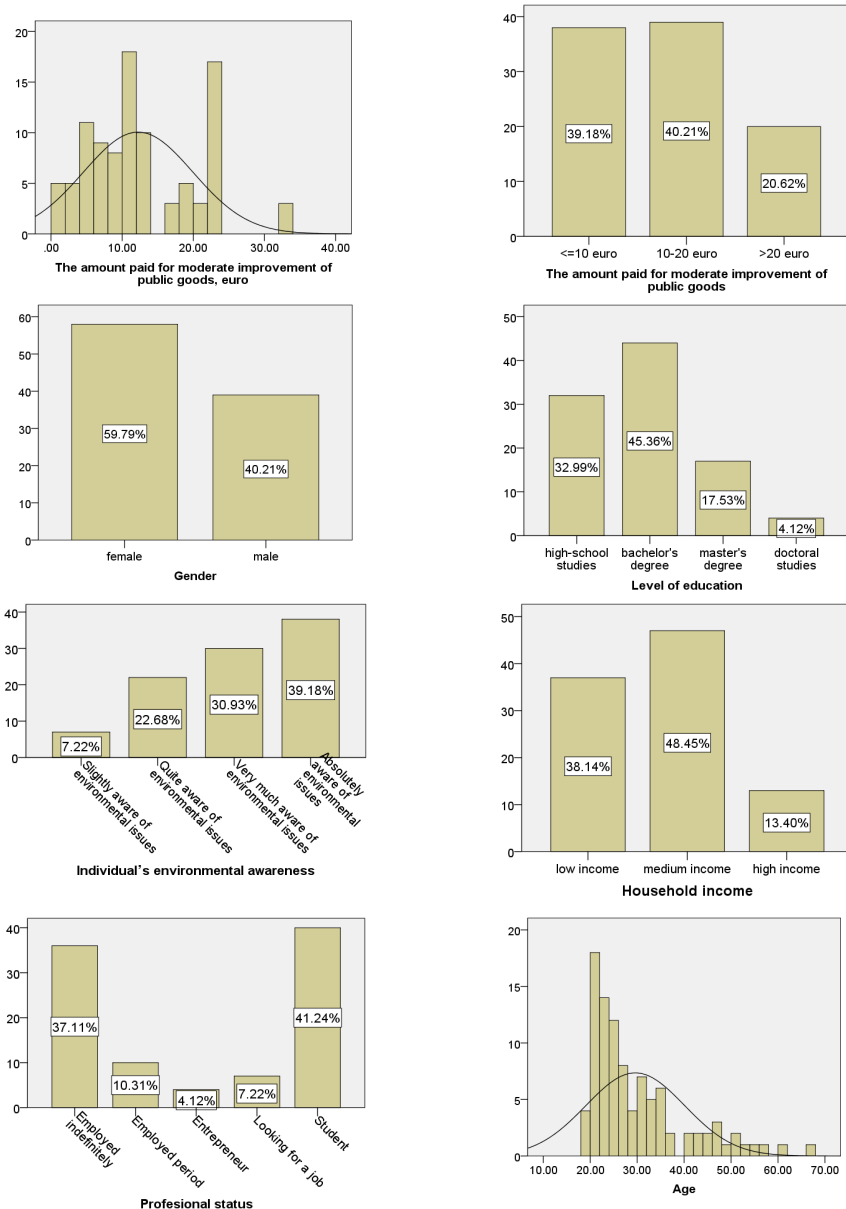 20
15
10
5
0
.00 10.00 20.00 30.00 40.00
The amount paid for moderate improvement of
public goods, euro
40
30
20
10
0
39.18%
40.21%
20.62%
<=10 euro 10-20 euro >20 euro
The amount paid for moderate improvement of
public goods
60
50
40
30
20
10
0
59.79%
40.21%
female male
Gender
50
40
30
20
10
0
32.99%
45.36%
17.53%
4.12%
high-school
studies
bachelor's
degree
master's
degree
doctoral
studies
Level of education
40
30
20
10
0
7.22%
22.68%
30.93%
39.18%
Slightly aware of
environmental issues
Quite aware of
environmental issues
Very much aware of
environmental issues
Absolutely
aware of
environmental
issues
Individual's environmental awareness
50
40
30
20
10
0
38.14%
48.45%
13.40%
low income medium income high income
Household income
40
30
20
10
0
37.11%
10.31%
4.12%
7.22%
41.24%
Employed
indefinitely
Employed period
Entrepreneur
Looking for a job
Student
Profesional status
20
15
10
5
0
10.00 20.00 30.00 40.00 50.00 60.00 70.00
Age